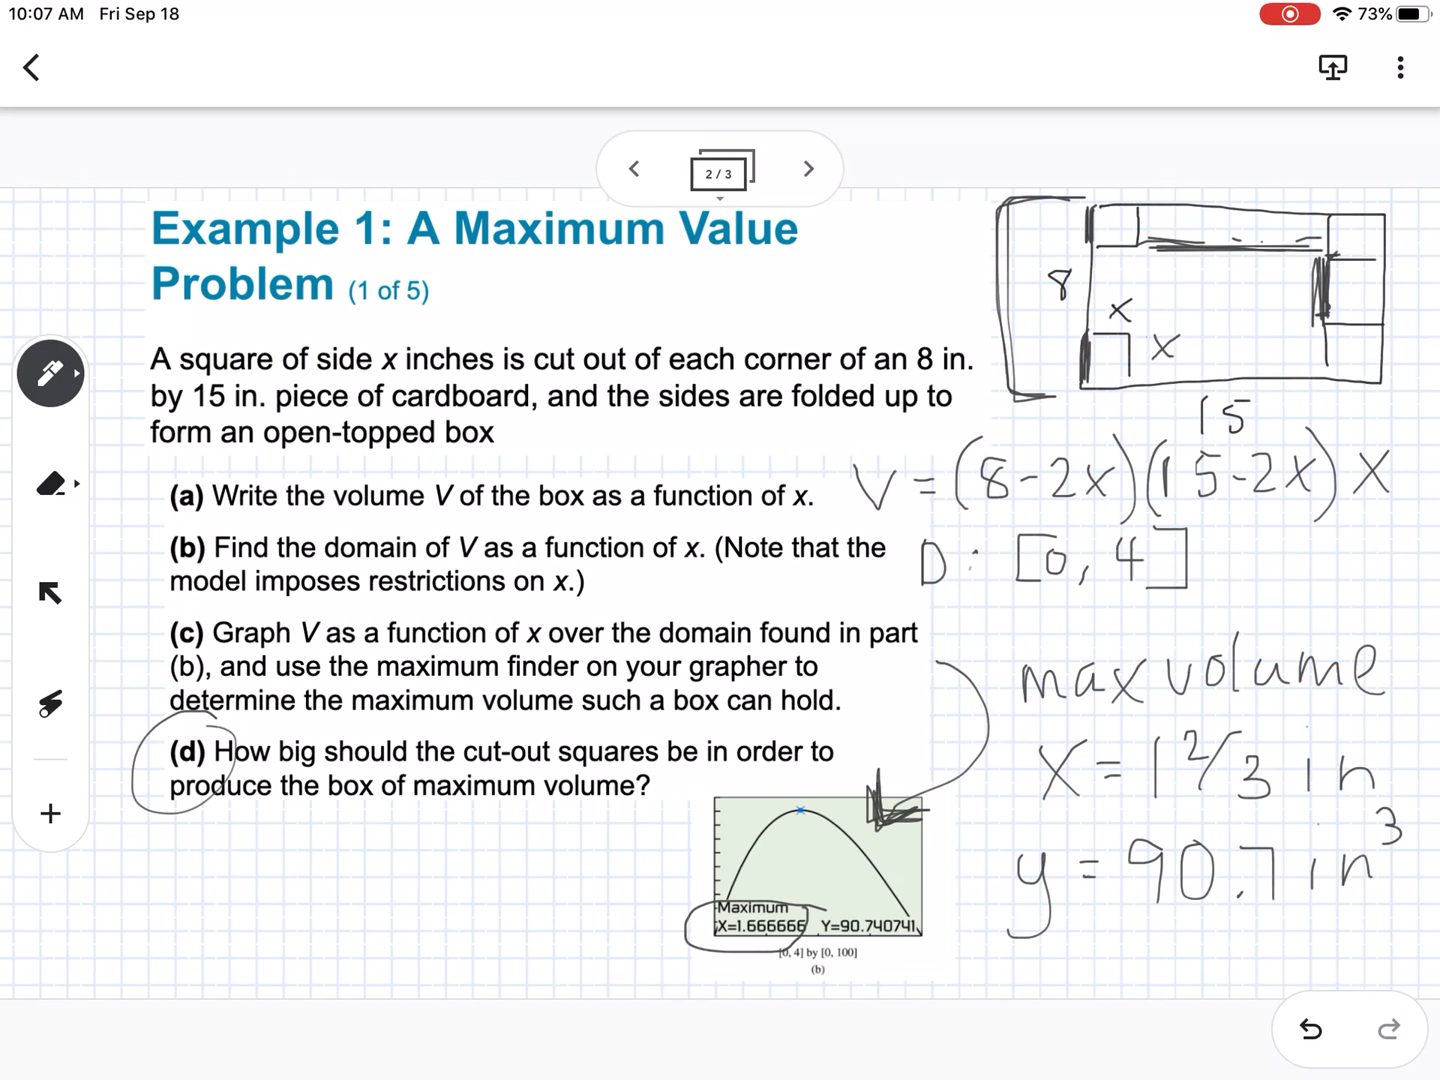 10:07 AM Fri Sep 18
73%
2 / 3
Example 1: A Maximum Value
Problem (1 of 5)
A square of side x inches is cut out of each corner of an 8 in.
by 15 in. piece of cardboard, and the sides are folded up to
form an open-topped box
(a) Write the volume V of the box as a function of x.
(b) Find the domain of V as a function of x. (Note that the
model imposes restrictions on x.)
(c) Graph V as a function of x over the domain found in part
(b), and use the maximum finder on your grapher to
determine the maximum volume such a box can hold.
(d) How big should the cut-out squares be in order to
produce the box of maximum volume?
8
x
x
15
V = (8-2x)(15-2x) x
D : [0, 4]
max volume
x = 1 2/3 in
y = 90.7 in³
Maximum
X=1.666666 Y=90.740741
[0, 4] by [0, 100]
(b)